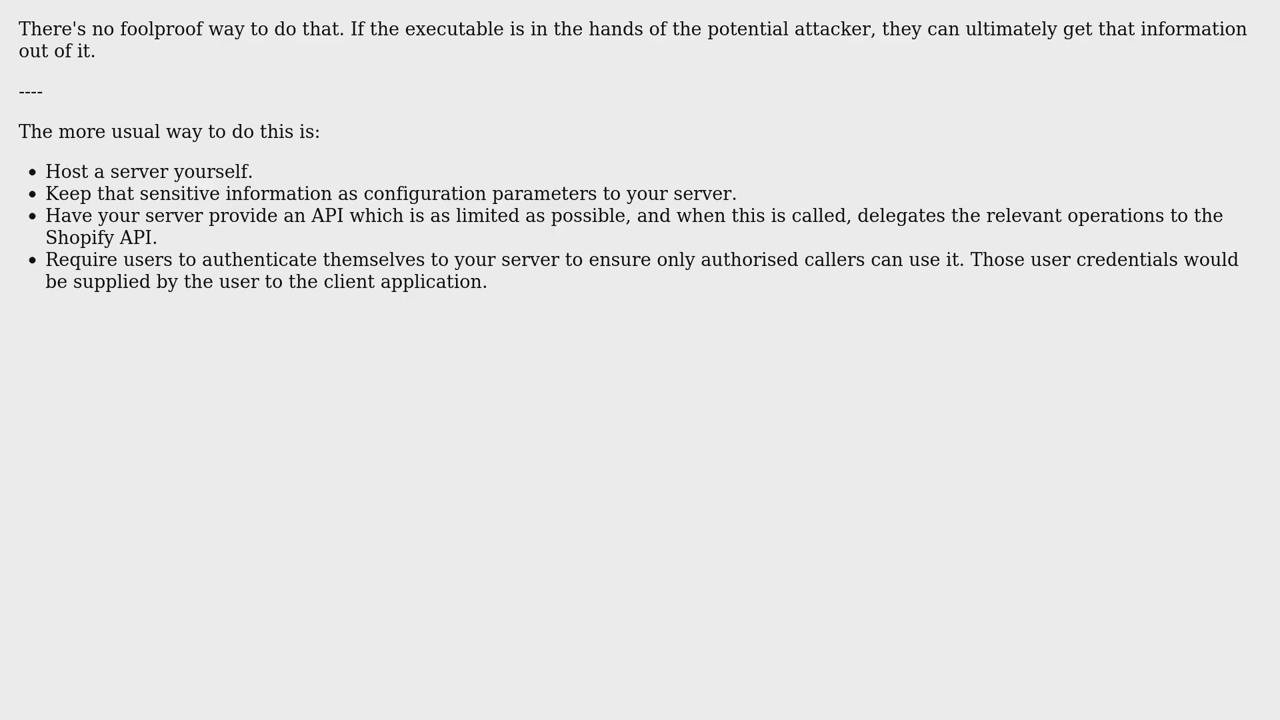 There's no foolproof way to do that. If the executable is in the hands of the potential attacker, they can ultimately get that information
out of it.
----
The more usual way to do this is:
• Host a server yourself.
• Keep that sensitive information as configuration parameters to your server.
• Have your server provide an API which is as limited as possible, and when this is called, delegates the relevant operations to the
Shopify API.
• Require users to authenticate themselves to your server to ensure only authorised callers can use it. Those user credentials would
be supplied by the user to the client application.